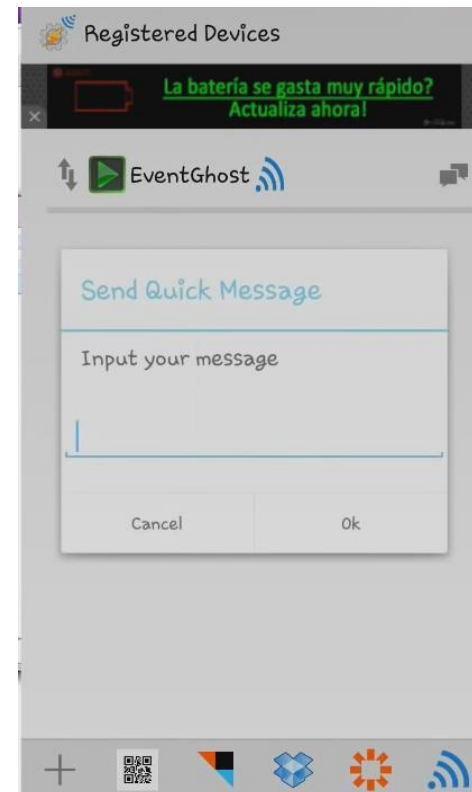 Registered Devices
La batería se gasta muy rápido?
Actualiza ahora!
EventGhost
Send Quick Message
Input your message
Cancel
Ok